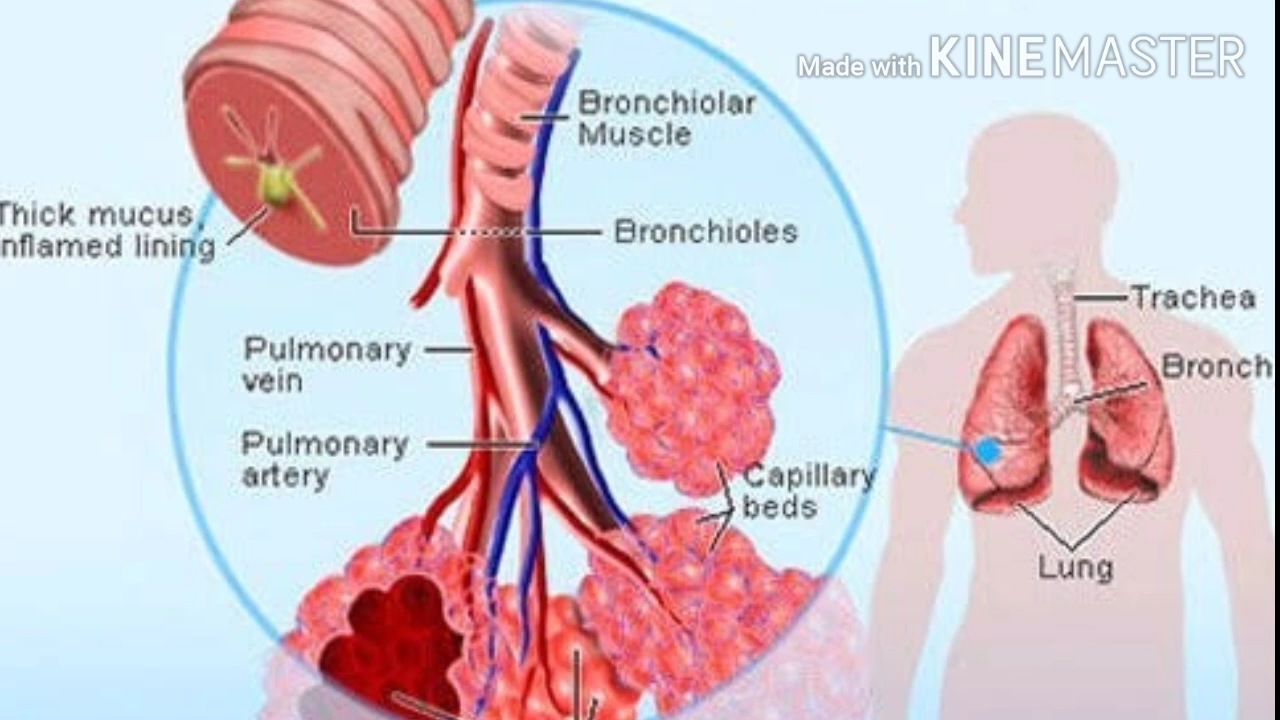 Made with KINEMASTER
Bronchiolar
Muscle
Thick mucus,
nflamed lining
Bronchioles
Trachea
Pulmonary
vein
Bronch
Pulmonary
artery
Capillary
beds
Lung